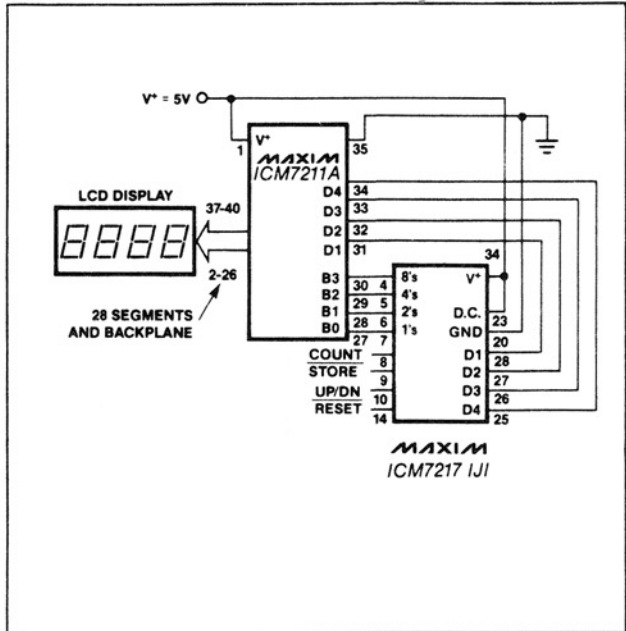 V⁺ = 5V
V⁺
1
35
MAXIM
ICM7211A
LCD DISPLAY
37-40
2-26
28 SEGMENTS
AND BACKPLANE
D4 34
D3 33
D2 32
D1 31
B3 30
B2 29
B1 28
B0 27
4 8's
5 4's
6 2's
7 1's
34
V⁺
D.C. 23
GND 20
D1 28
D2 27
D3 26
D4 25
COUNT 8
STORE 9
UP/DN 10
RESET 14
MAXIM
ICM7217 IJI